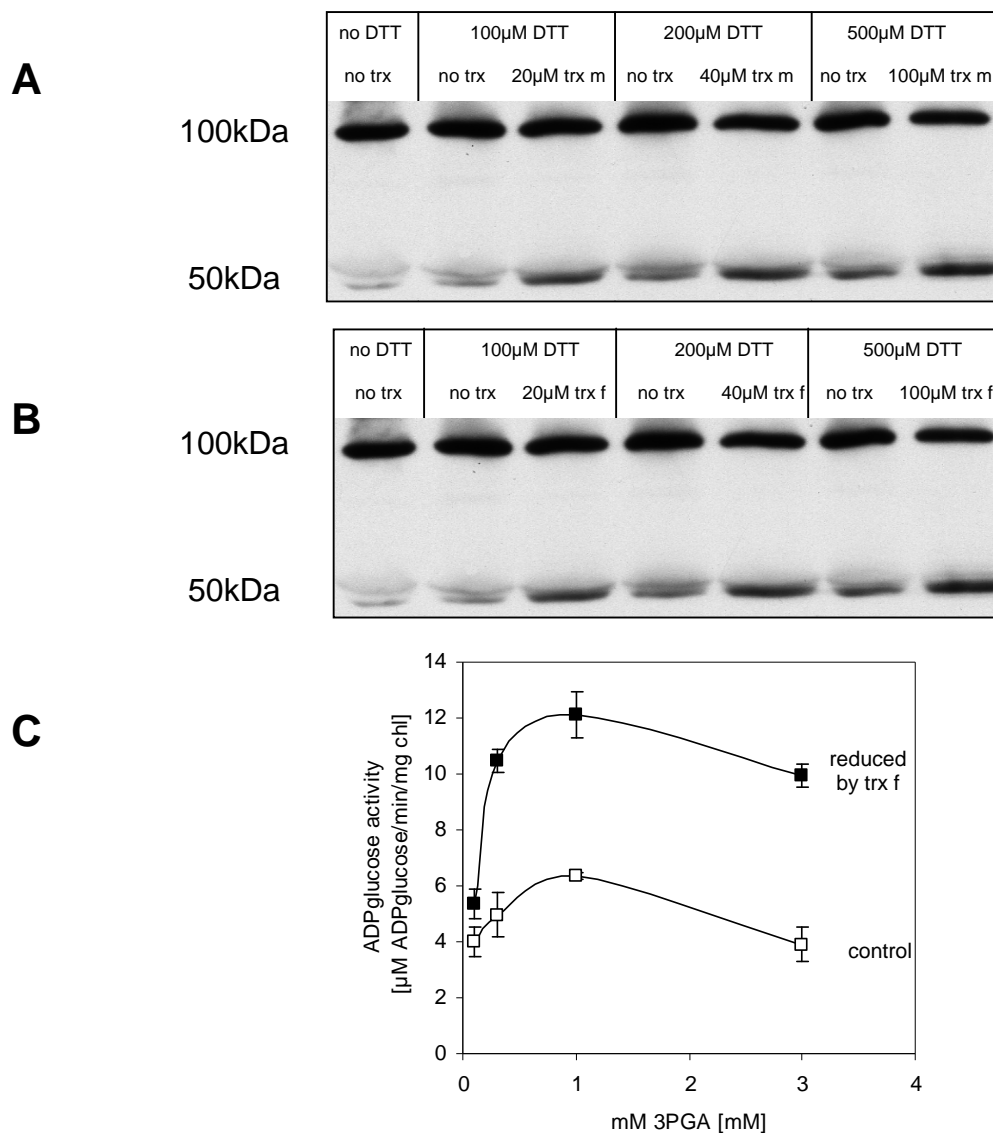 A
no DTT 100µM DTT 200µM DTT 500µM DTT
no trx no trx 20µM trx m no trx 40µM trx m no trx 100µM trx m
100kDa
50kDa
B
no DTT 100µM DTT 200µM DTT 500µM DTT
no trx no trx 20µM trx f no trx 40µM trx f no trx 100µM trx f
100kDa
50kDa
C
ADPglucose activity
[µM ADPglucose/min/mg chl]
14
12
10
8
6
4
2
0
reduced
by trx f
control
0 1 2 3 4
mM 3PGA [mM]